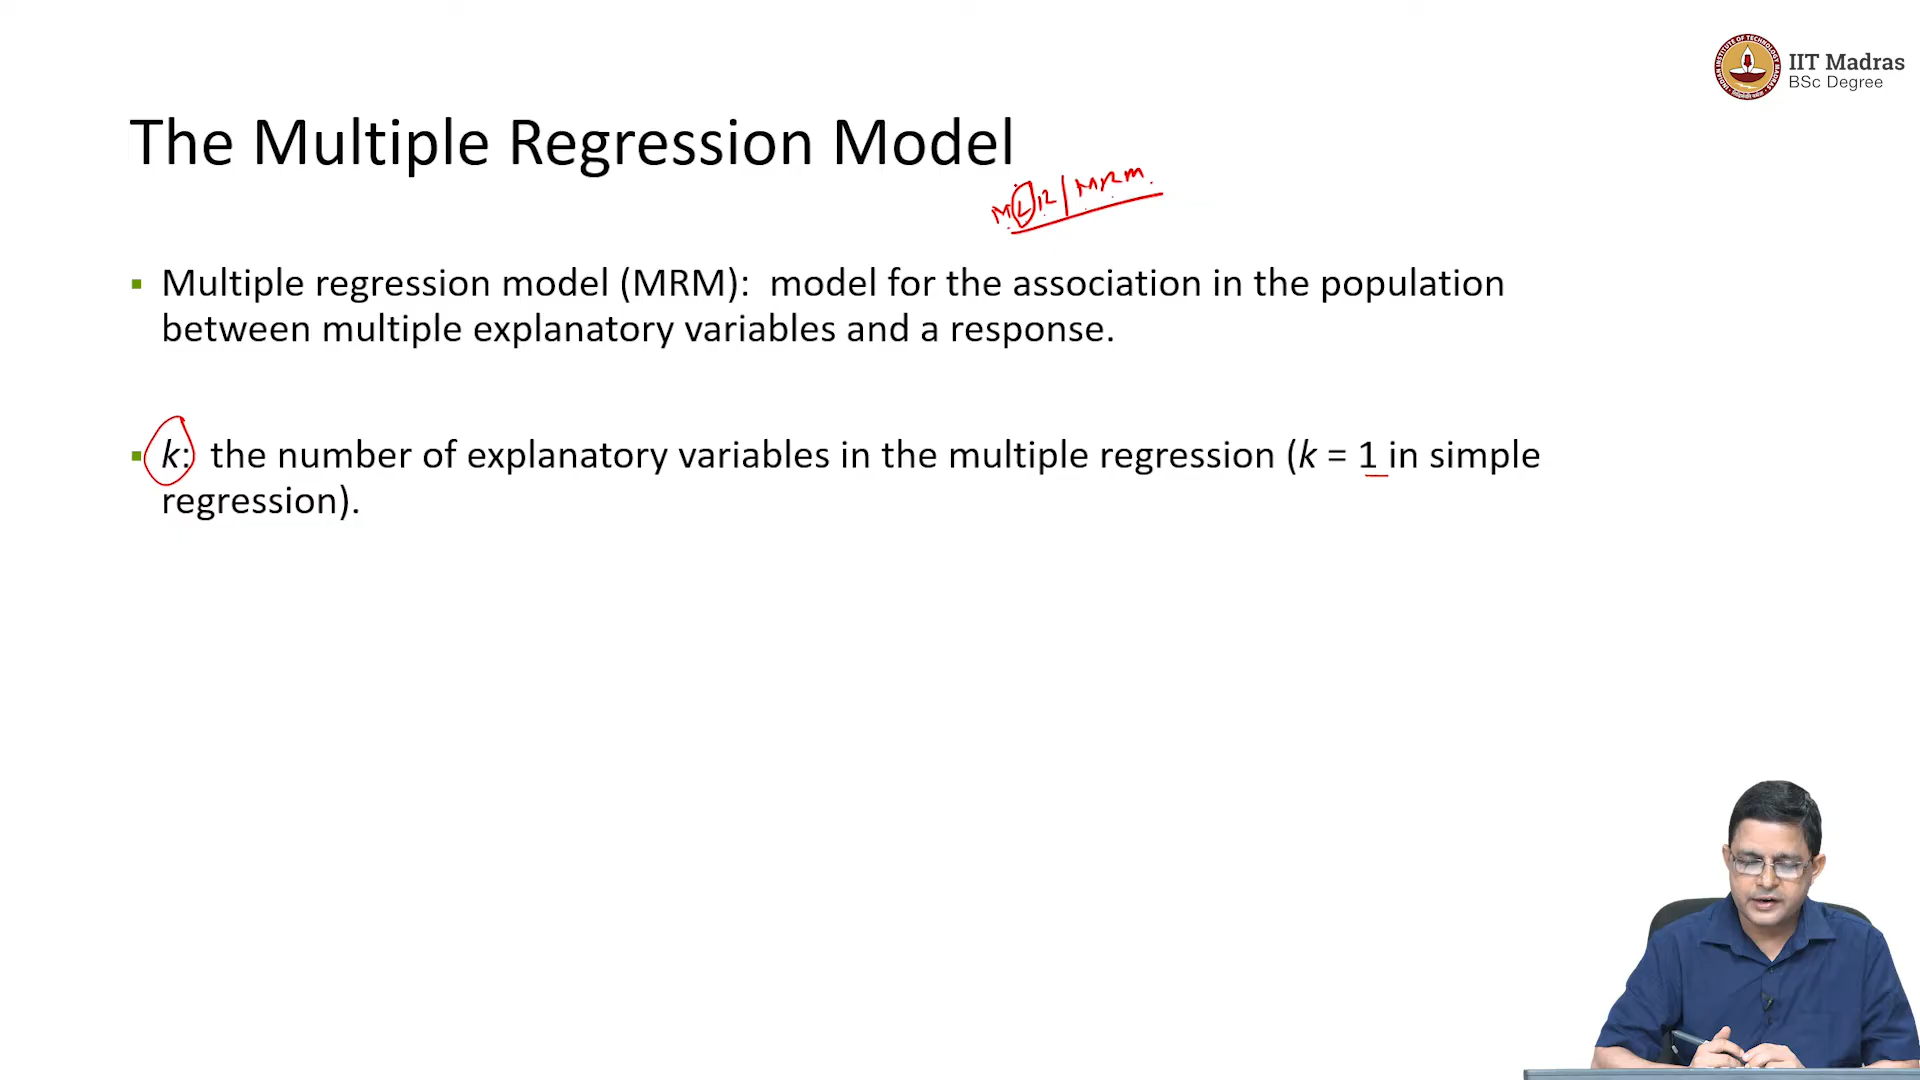 IIT Madras
BSc Degree
The Multiple Regression Model
MLR / MRM
Multiple regression model (MRM): model for the association in the population
between multiple explanatory variables and a response.
k: the number of explanatory variables in the multiple regression (k = 1 in simple
regression).